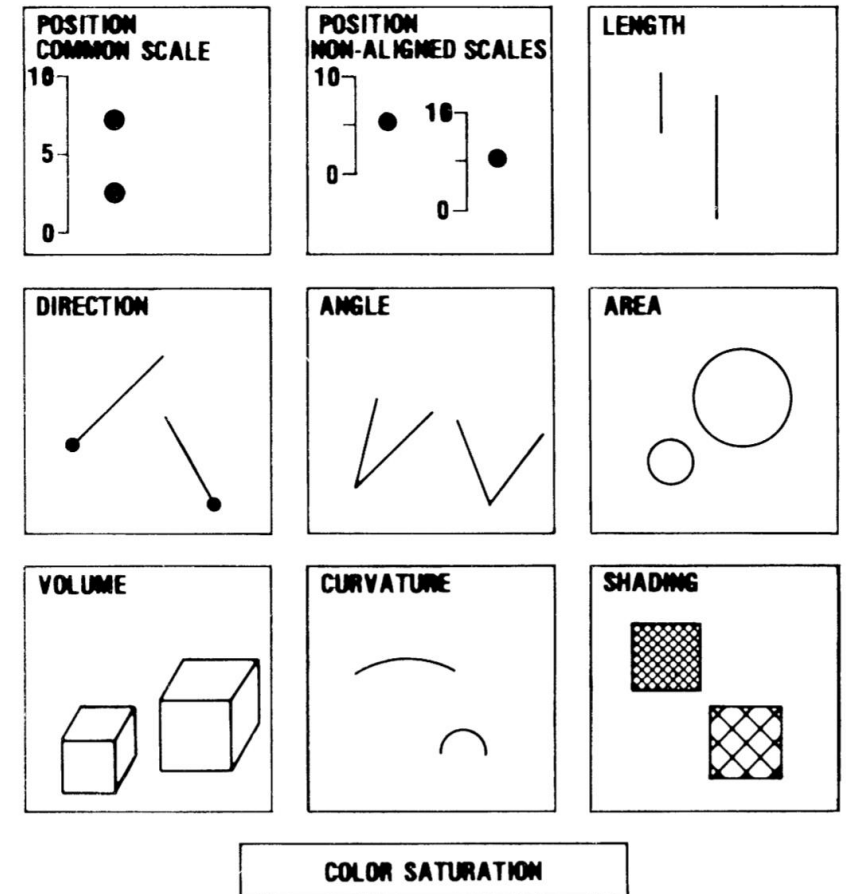 POSITION
COMMON SCALE
10
5
0
POSITION
NON-ALIGNED SCALES
10
0
10
0
LENGTH
DIRECTION
ANGLE
AREA
VOLUME
CURVATURE
SHADING
COLOR SATURATION